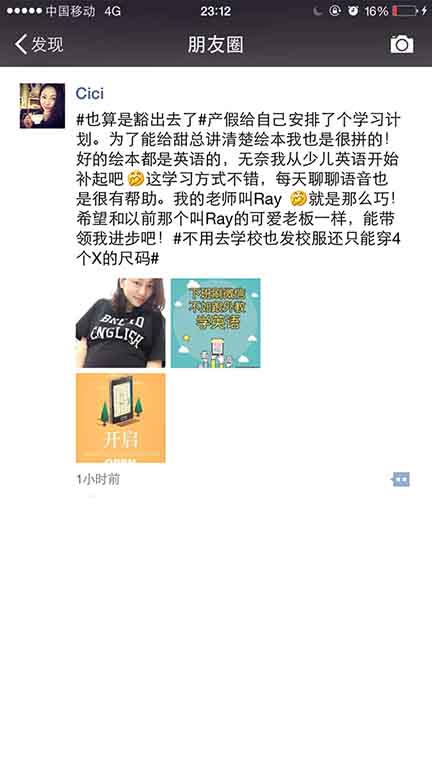 中国移动 4G 23:12 16%
发现 朋友圈
Cici
#也算是豁出去了#产假给自己安排了个学习计
划。为了能给甜总讲清楚绘本我也是很拼的！
好的绘本都是英语的，无奈我从少儿英语开始
补起吧🤣这学习方式不错，每天聊聊语音也
是很有帮助。我的老师叫Ray 🤣就是那么巧！
希望和以前那个叫Ray的可爱老板一样，能带
领我进步吧！#不用去学校也发校服还只能穿4
个X的尺码#
ENGLISH
下班刷微信
不如跟外教
学英语
开启
1小时前